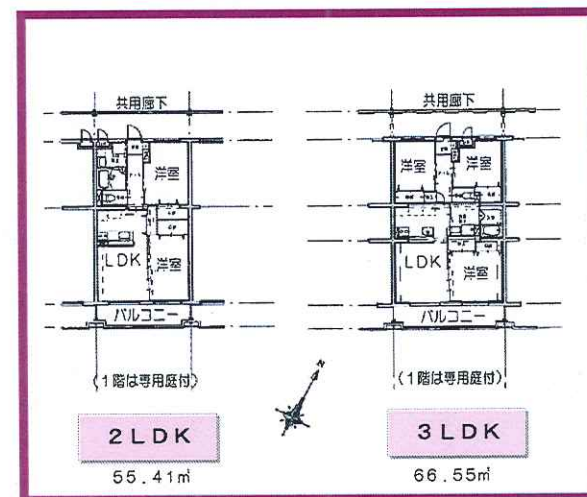 共用廊下
洋室
LDK
洋室
バルコニー
(1階は専用庭付)
2LDK
55.41㎡
共用廊下
洋室
洋室
LDK
洋室
バルコニー
(1階は専用庭付)
3LDK
66.55㎡
N